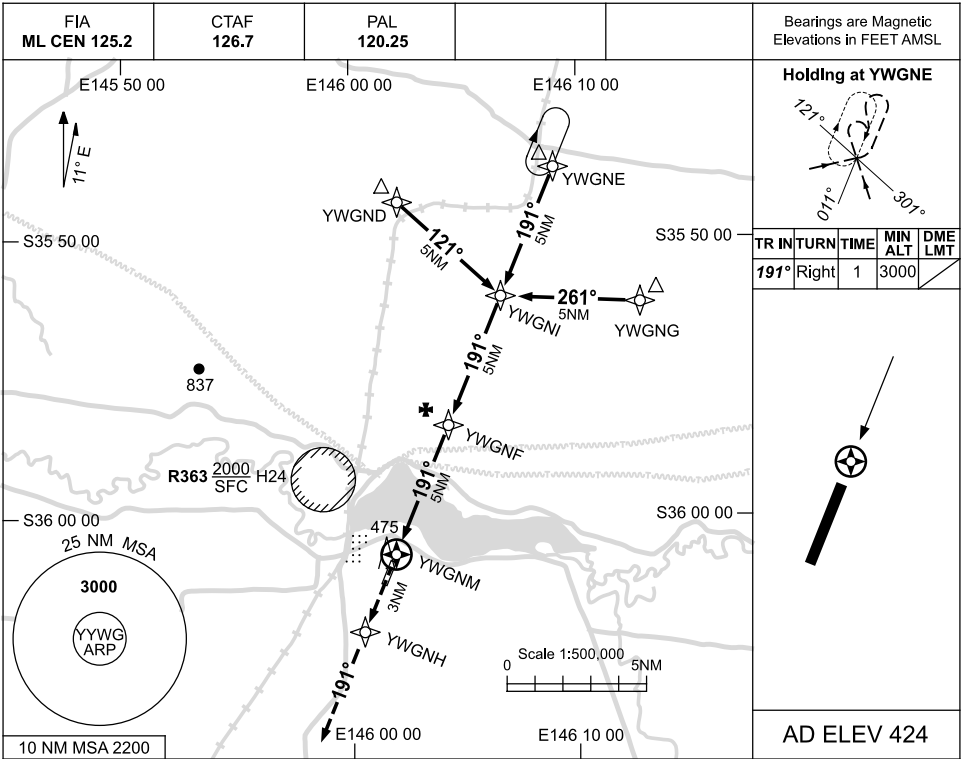 FIA
ML CEN 125.2
CTAF
126.7
PAL
120.25
Bearings are Magnetic
Elevations in FEET AMSL
E145 50 00
E146 00 00
E146 10 00
11° E
YWGNE
YWGND
191°
5NM
121°
5NM
S35 50 00
S35 50 00
261°
5NM
YWGNI
YWGNG
191°
5NM
837
YWGNF
R363 2000 H24
SFC
191°
5NM
S36 00 00
S36 00 00
475
YWGNM
25 NM MSA
3000
YYWG
ARP
3NM
YWGNH
191°
Scale 1:500,000
0 5NM
10 NM MSA 2200
E146 00 00
E146 10 00
Holding at YWGNE
121°
011°
301°
TR IN TURN TIME MIN ALT DME LMT
191° Right 1 3000
AD ELEV 424